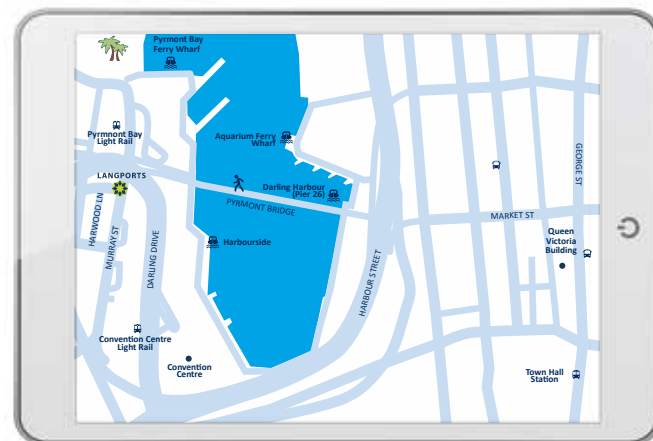 Pyrmont Bay
Ferry Wharf
Pyrmont Bay
Light Rail
Aquarium Ferry
Wharf
LANGPORTS
Darling Harbour
(Pier 26)
PYRMONT BRIDGE
HARWOOD LN
MURRAY ST
DARLING DRIVE
Harbourside
HARBOUR STREET
MARKET ST
GEORGE ST
Queen
Victoria
Building
Convention Centre
Light Rail
Convention
Centre
Town Hall
Station